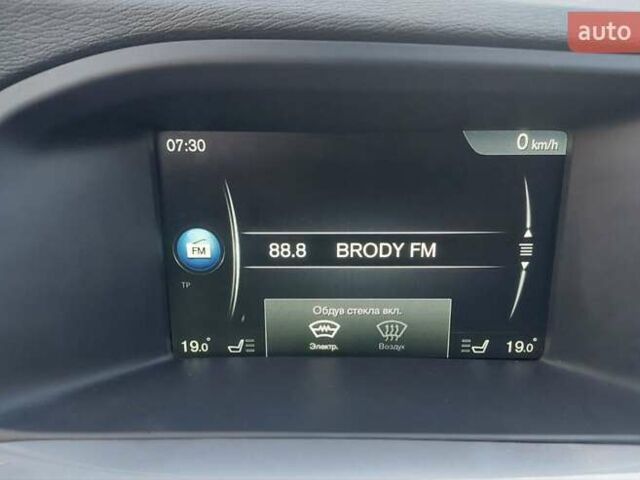 auto
07:30
0 km/h
FM
88.8 BRODY FM
TP
Обдув стекла вкл.
Электр. Воздух
19.0° 19.0°